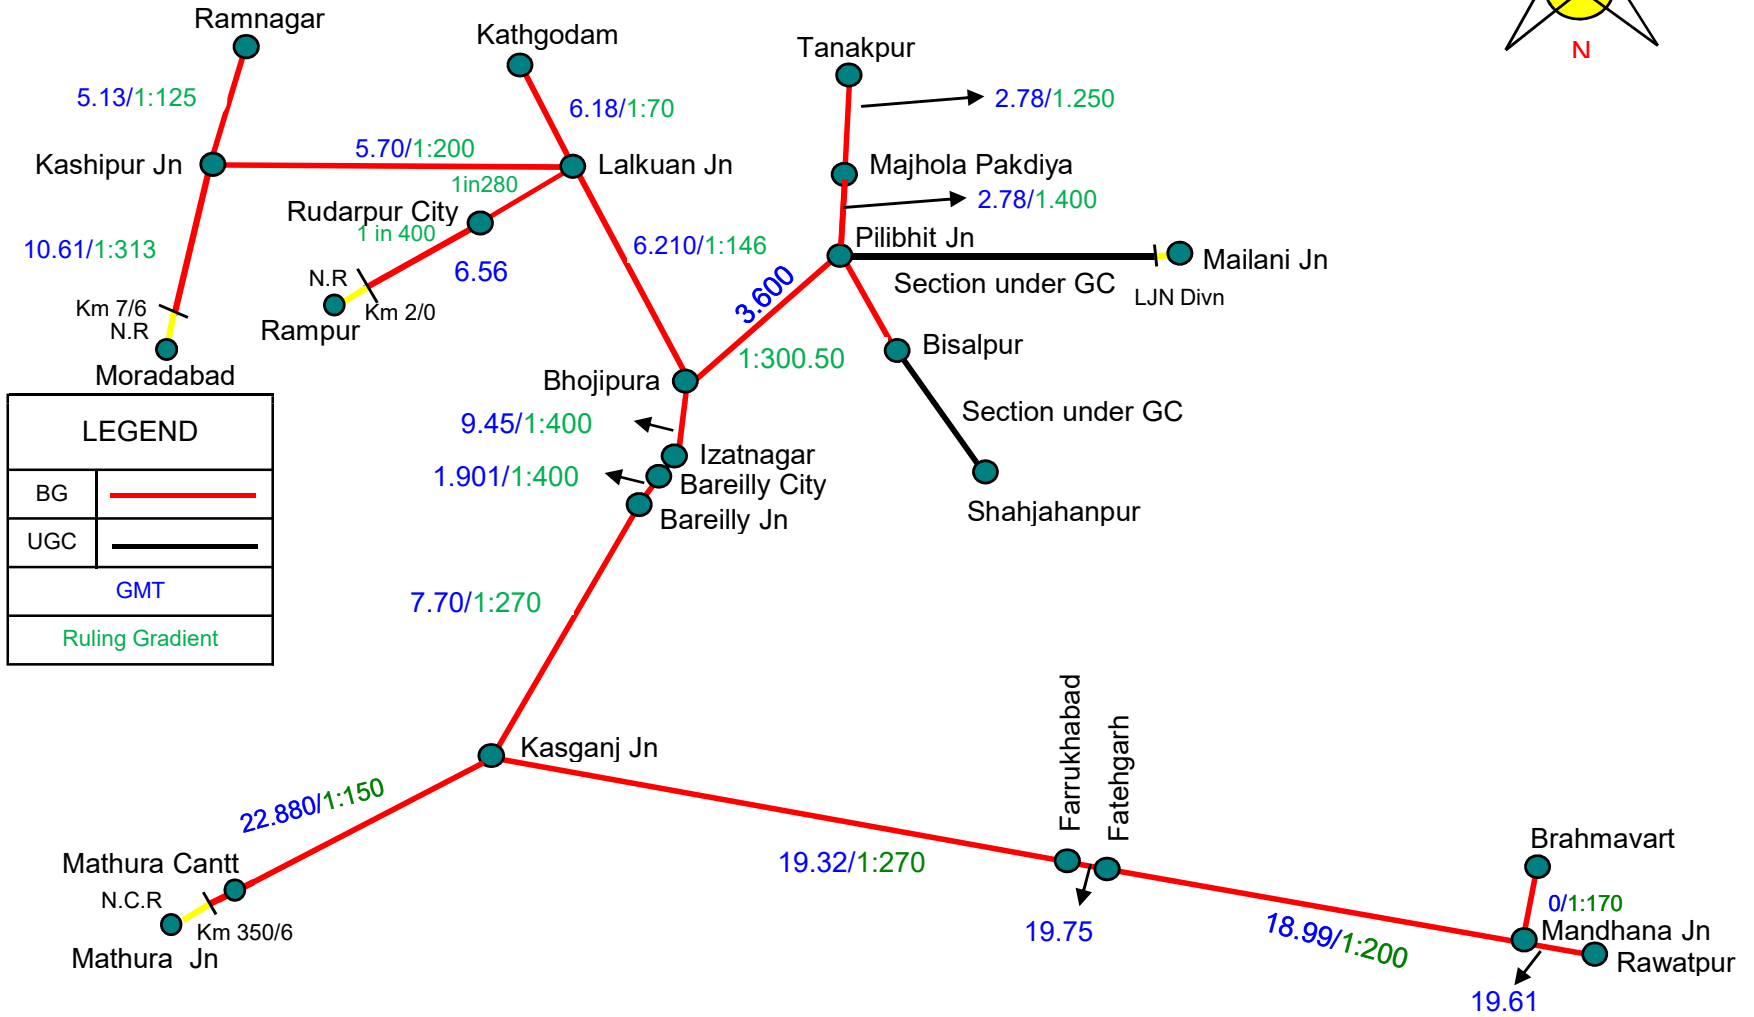 Ramnagar
Kathgodam
Tanakpur
N
5.13/1:125
6.18/1:70
2.78/1.250
Kashipur Jn
5.70/1:200
Lalkuan Jn
Majhola Pakdiya
1in280
2.78/1.400
Rudarpur City
1 in 400
10.61/1:313
6.210/1:146
Pilibhit Jn
Mailani Jn
N.R
6.56
Section under GC
LJN Divn
Km 7/6
N.R
Km 2/0
Rampur
3.600
Moradabad
1:300.50
Bisalpur
Bhojipura
LEGEND
9.45/1:400
Section under GC
Izatnagar
1.901/1:400
Bareilly City
BG
Bareilly Jn
Shahjahanpur
UGC
GMT
7.70/1:270
Ruling Gradient
Kasganj Jn
Farrukhabad
Fatehgarh
22.880/1:150
Mathura Cantt
19.32/1:270
Brahmavart
N.C.R
0/1:170
Km 350/6
19.75
18.99/1:200
Mandhana Jn
Mathura Jn
Rawatpur
19.61